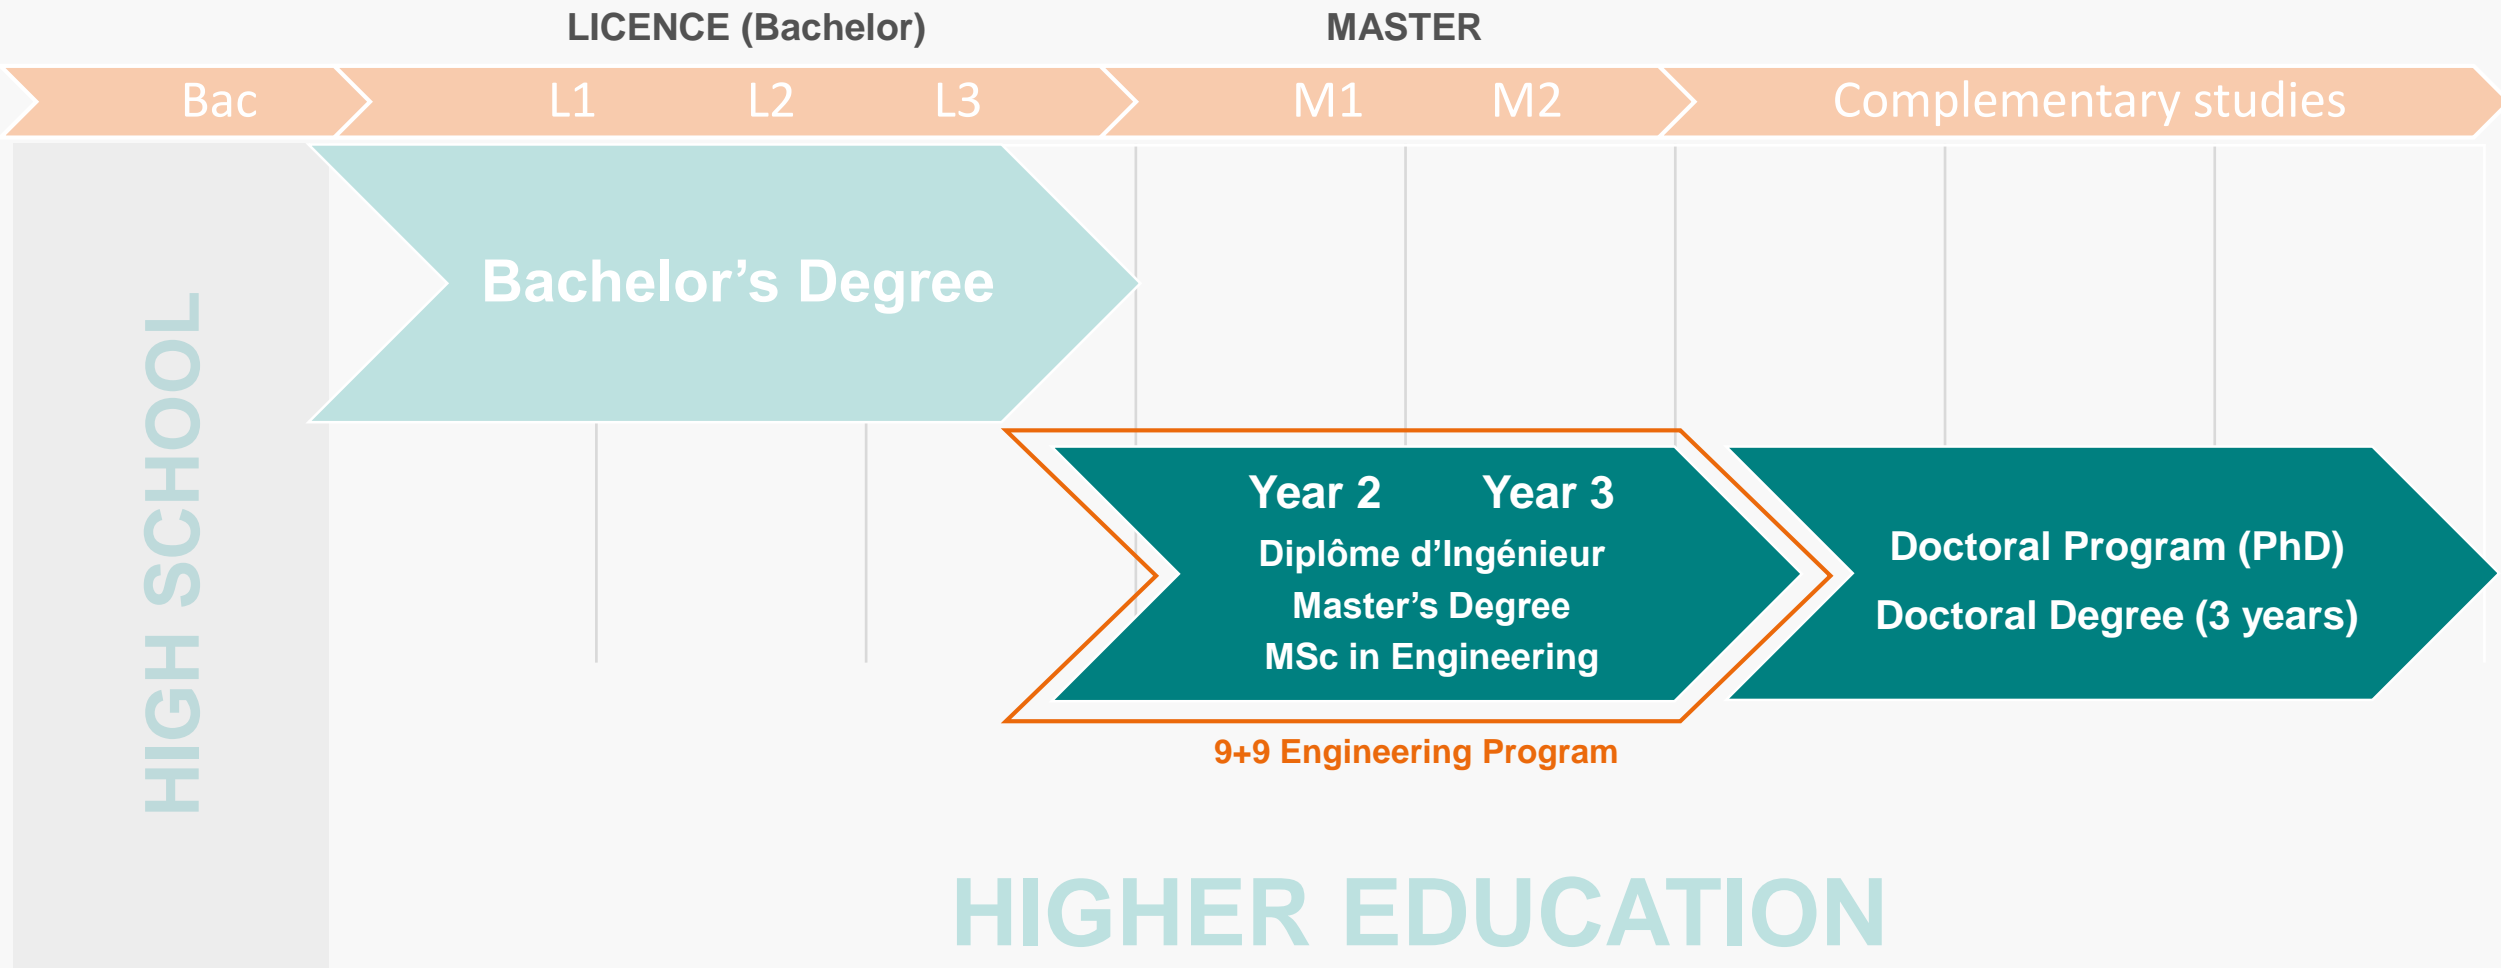 LICENCE (Bachelor)
MASTER
Bac
L1
L2
L3
M1
M2
Complementary studies
HIGH SCHOOL
Bachelor’s Degree
Year 2
Year 3
Diplôme d’Ingénieur
Master’s Degree
MSc in Engineering
Doctoral Program (PhD)
Doctoral Degree (3 years)
9+9 Engineering Program
HIGHER EDUCATION